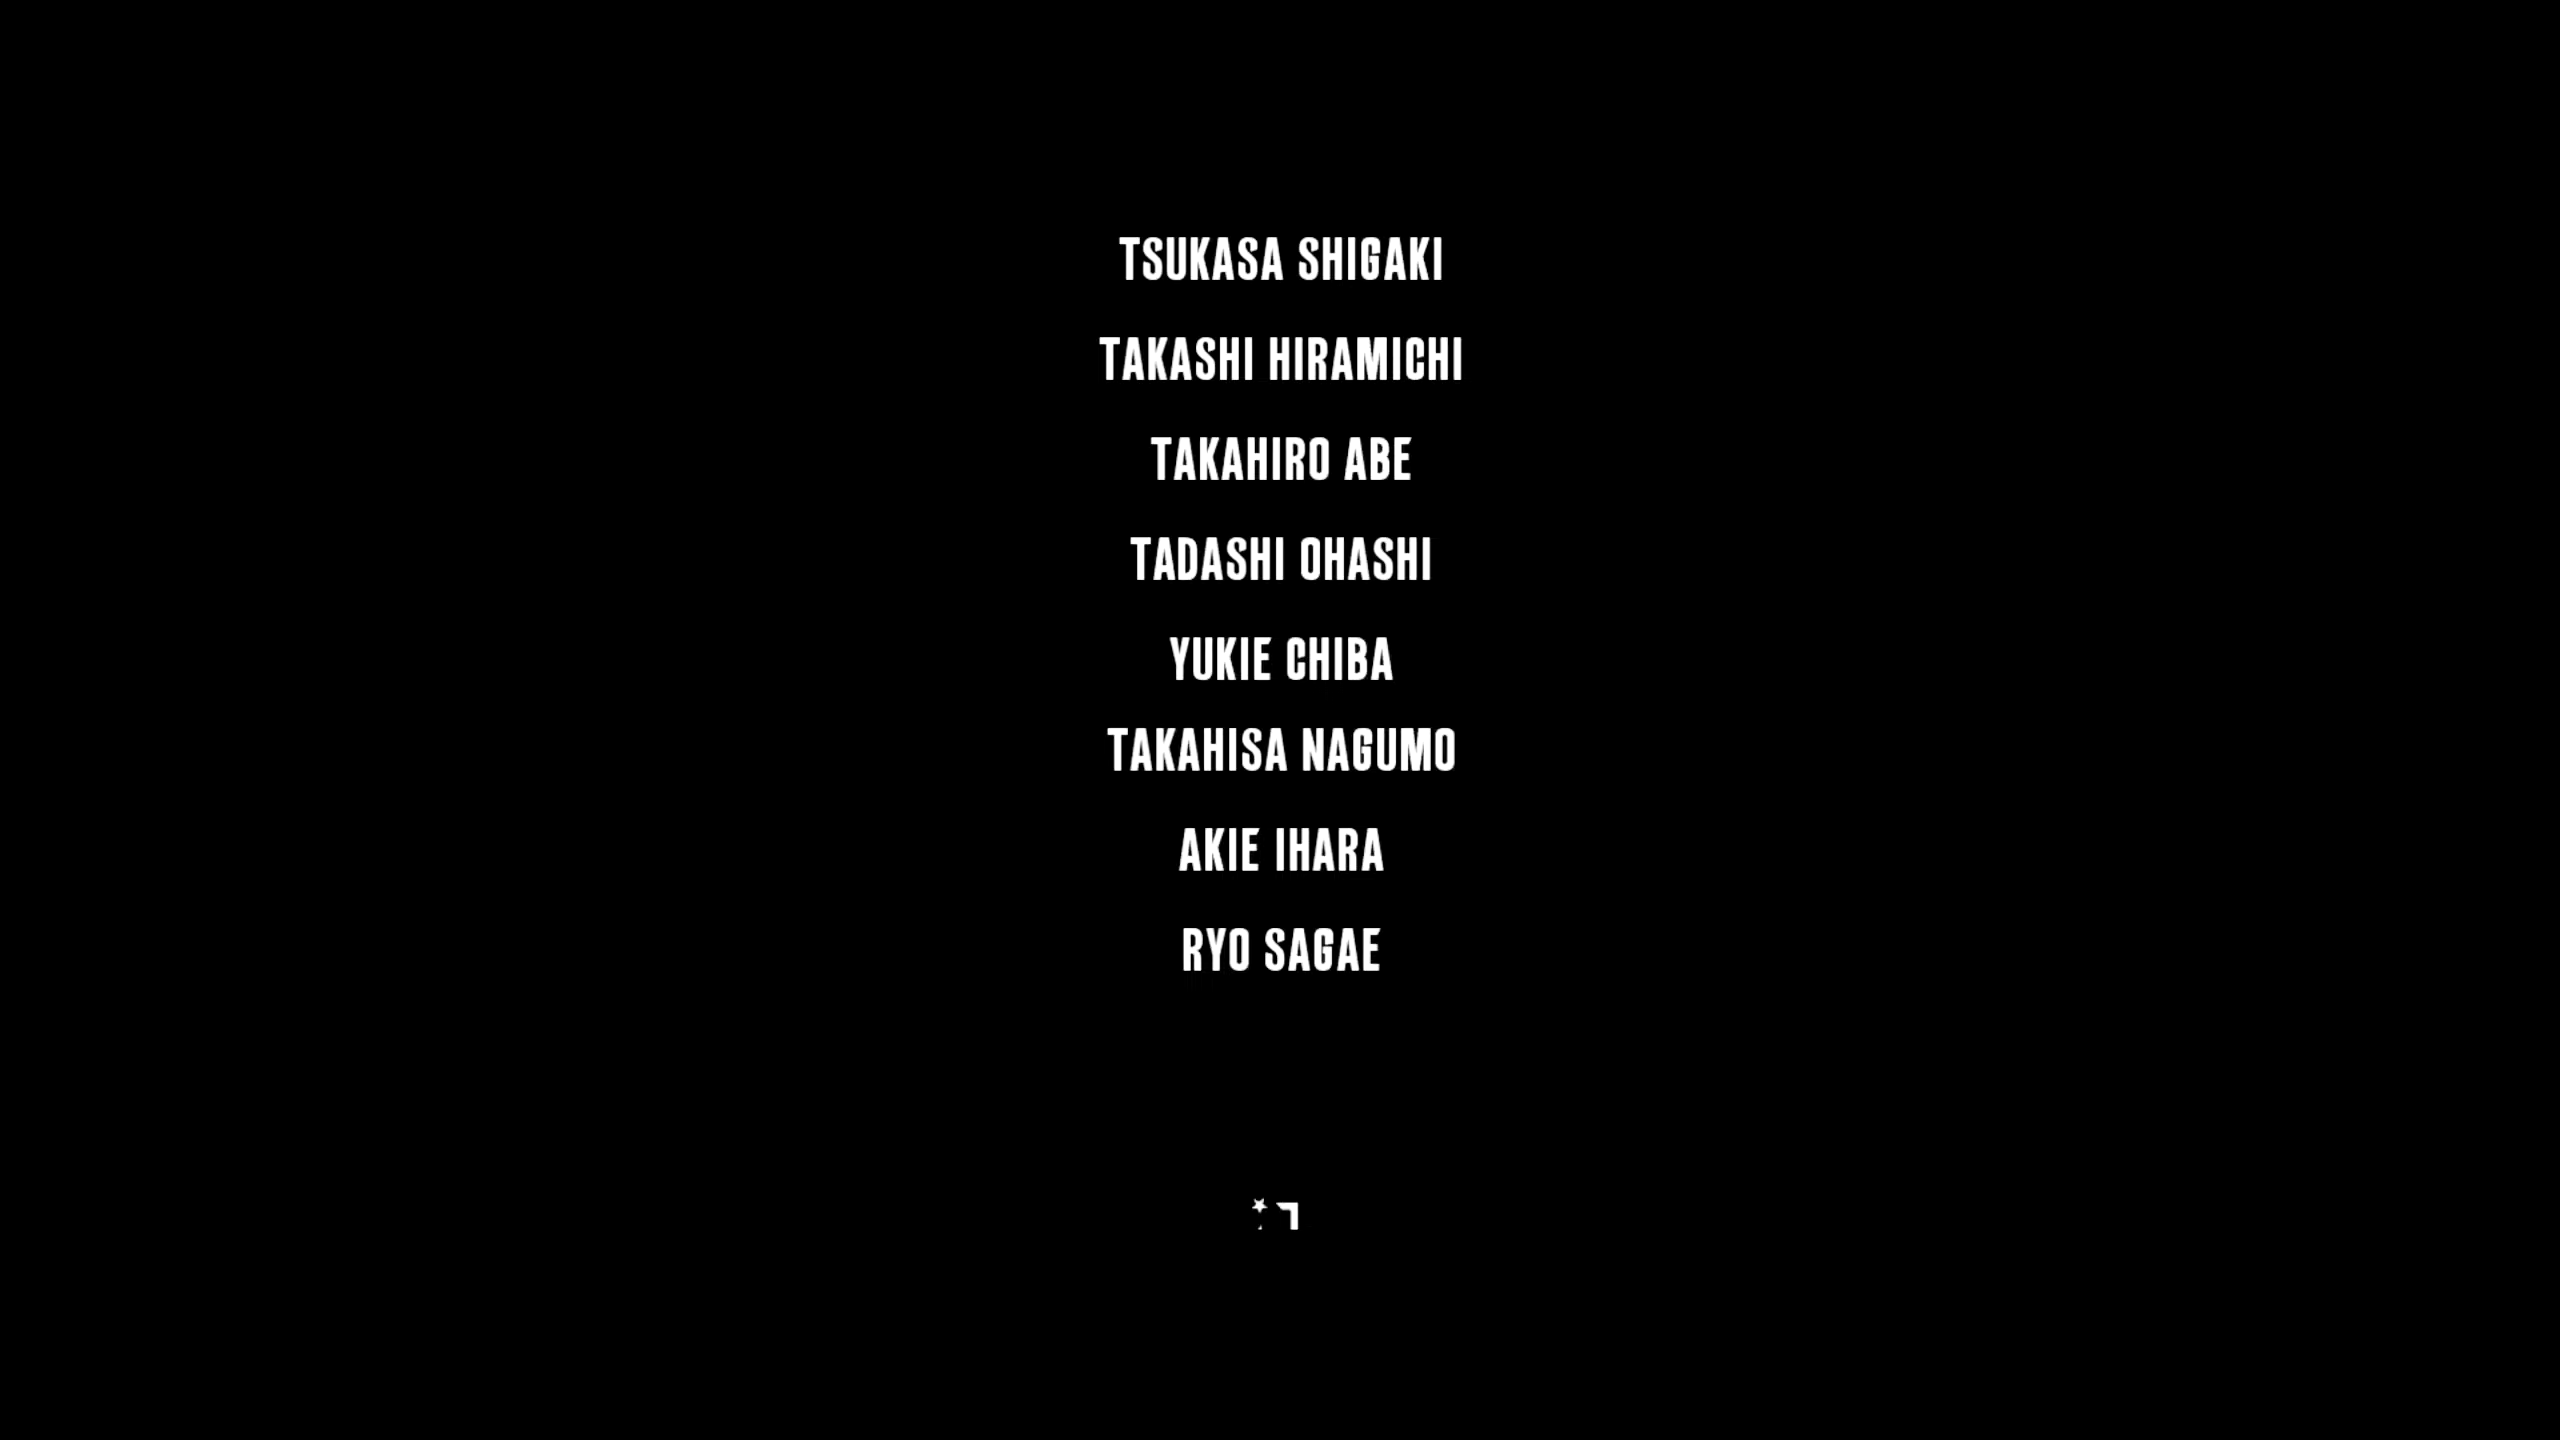 TSUKASA SHIGAKI
TAKASHI HIRAMICHI
TAKAHIRO ABE
TADASHI OHASHI
YUKIE CHIBA
TAKAHISA NAGUMO
AKIE IHARA
RYO SAGAE